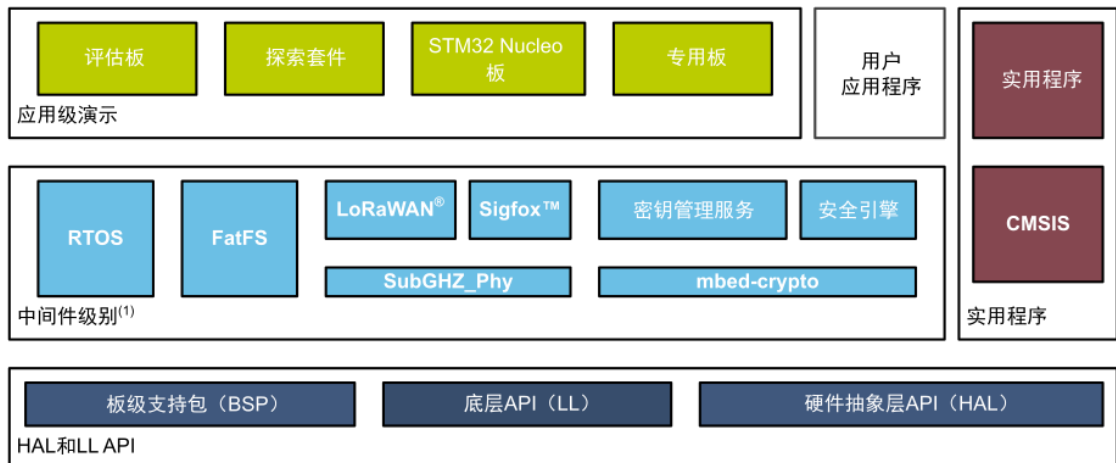 评估板
探索套件
STM32 Nucleo
板
专用板
应用级演示
用户
应用程序
实用程序
RTOS
FatFS
LoRaWAN®
Sigfox™
密钥管理服务
安全引擎
SubGHZ_Phy
mbed-crypto
中间件级别(1)
CMSIS
实用程序
板级支持包（BSP）
底层API（LL）
硬件抽象层API（HAL）
HAL和LL API